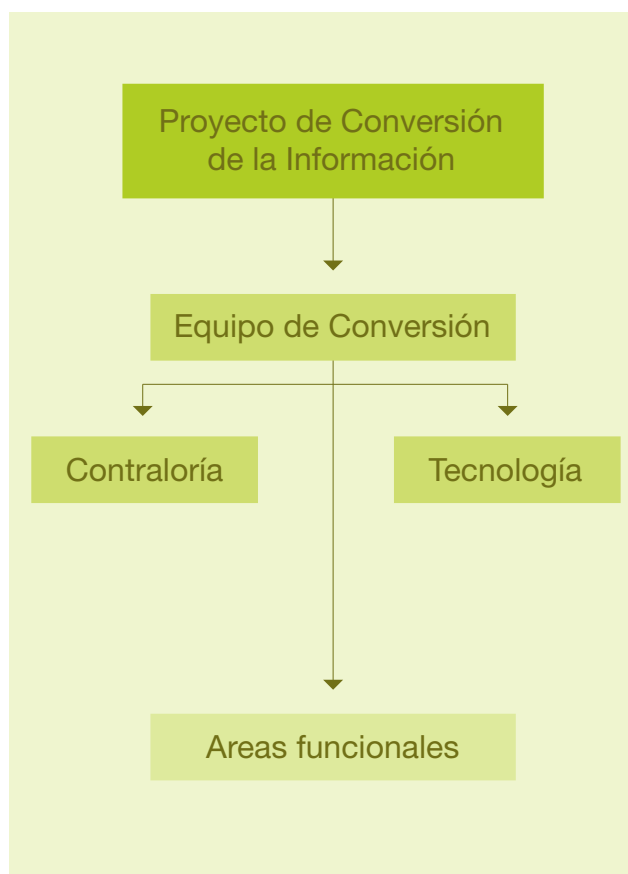 Proyecto de Conversión
de la Información
Equipo de Conversión
Contraloría
Tecnología
Areas funcionales